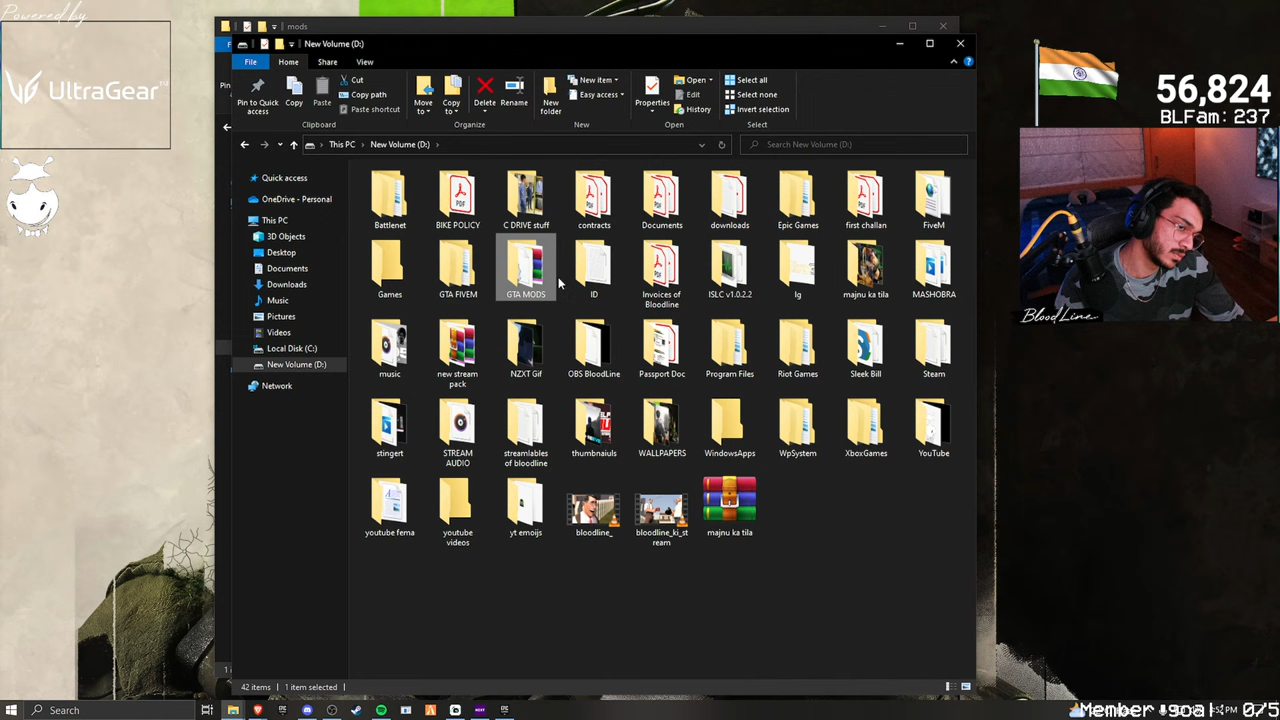 Powered by
UltraGear
mods
New Volume (D:)
File
Home
Share
View
Pin to Quick
access
Copy
Paste
Cut
Copy path
Paste shortcut
Clipboard
Move
to
Copy
to
Delete
Rename
Organize
New
folder
New item
Easy access
New
Properties
Open
Edit
History
Open
Select all
Select none
Invert selection
Select
This PC
New Volume (D:)
Search New Volume (D:)
Quick access
OneDrive - Personal
This PC
3D Objects
Desktop
Documents
Downloads
Music
Pictures
Videos
Local Disk (C:)
New Volume (D:)
Network
Battlenet
BIKE POLICY
C DRIVE stuff
contracts
Documents
downloads
Epic Games
first challan
FiveM
Games
GTA FIVEM
GTA MODS
ID
Invoices of
Bloodline
ISLC v1.0.2.2
majnu ka tila
MASHOBRA
music
new stream
pack
NZXT Gif
OBS BloodLine
Passport Doc
Program Files
Riot Games
Sleek Bill
Steam
stingert
STREAM
AUDIO
streamlables
of bloodline
thumbnaiuls
WALLPAPERS
WindowsApps
WpSystem
XboxGames
YouTube
youtube fema
youtube
videos
yt emoijs
bloodline_
bloodline_ki_st
ream
majnu ka tila
42 items
1 item selected
56,824
BLFam: 237
BloodLine
Search
Member goal 0/5